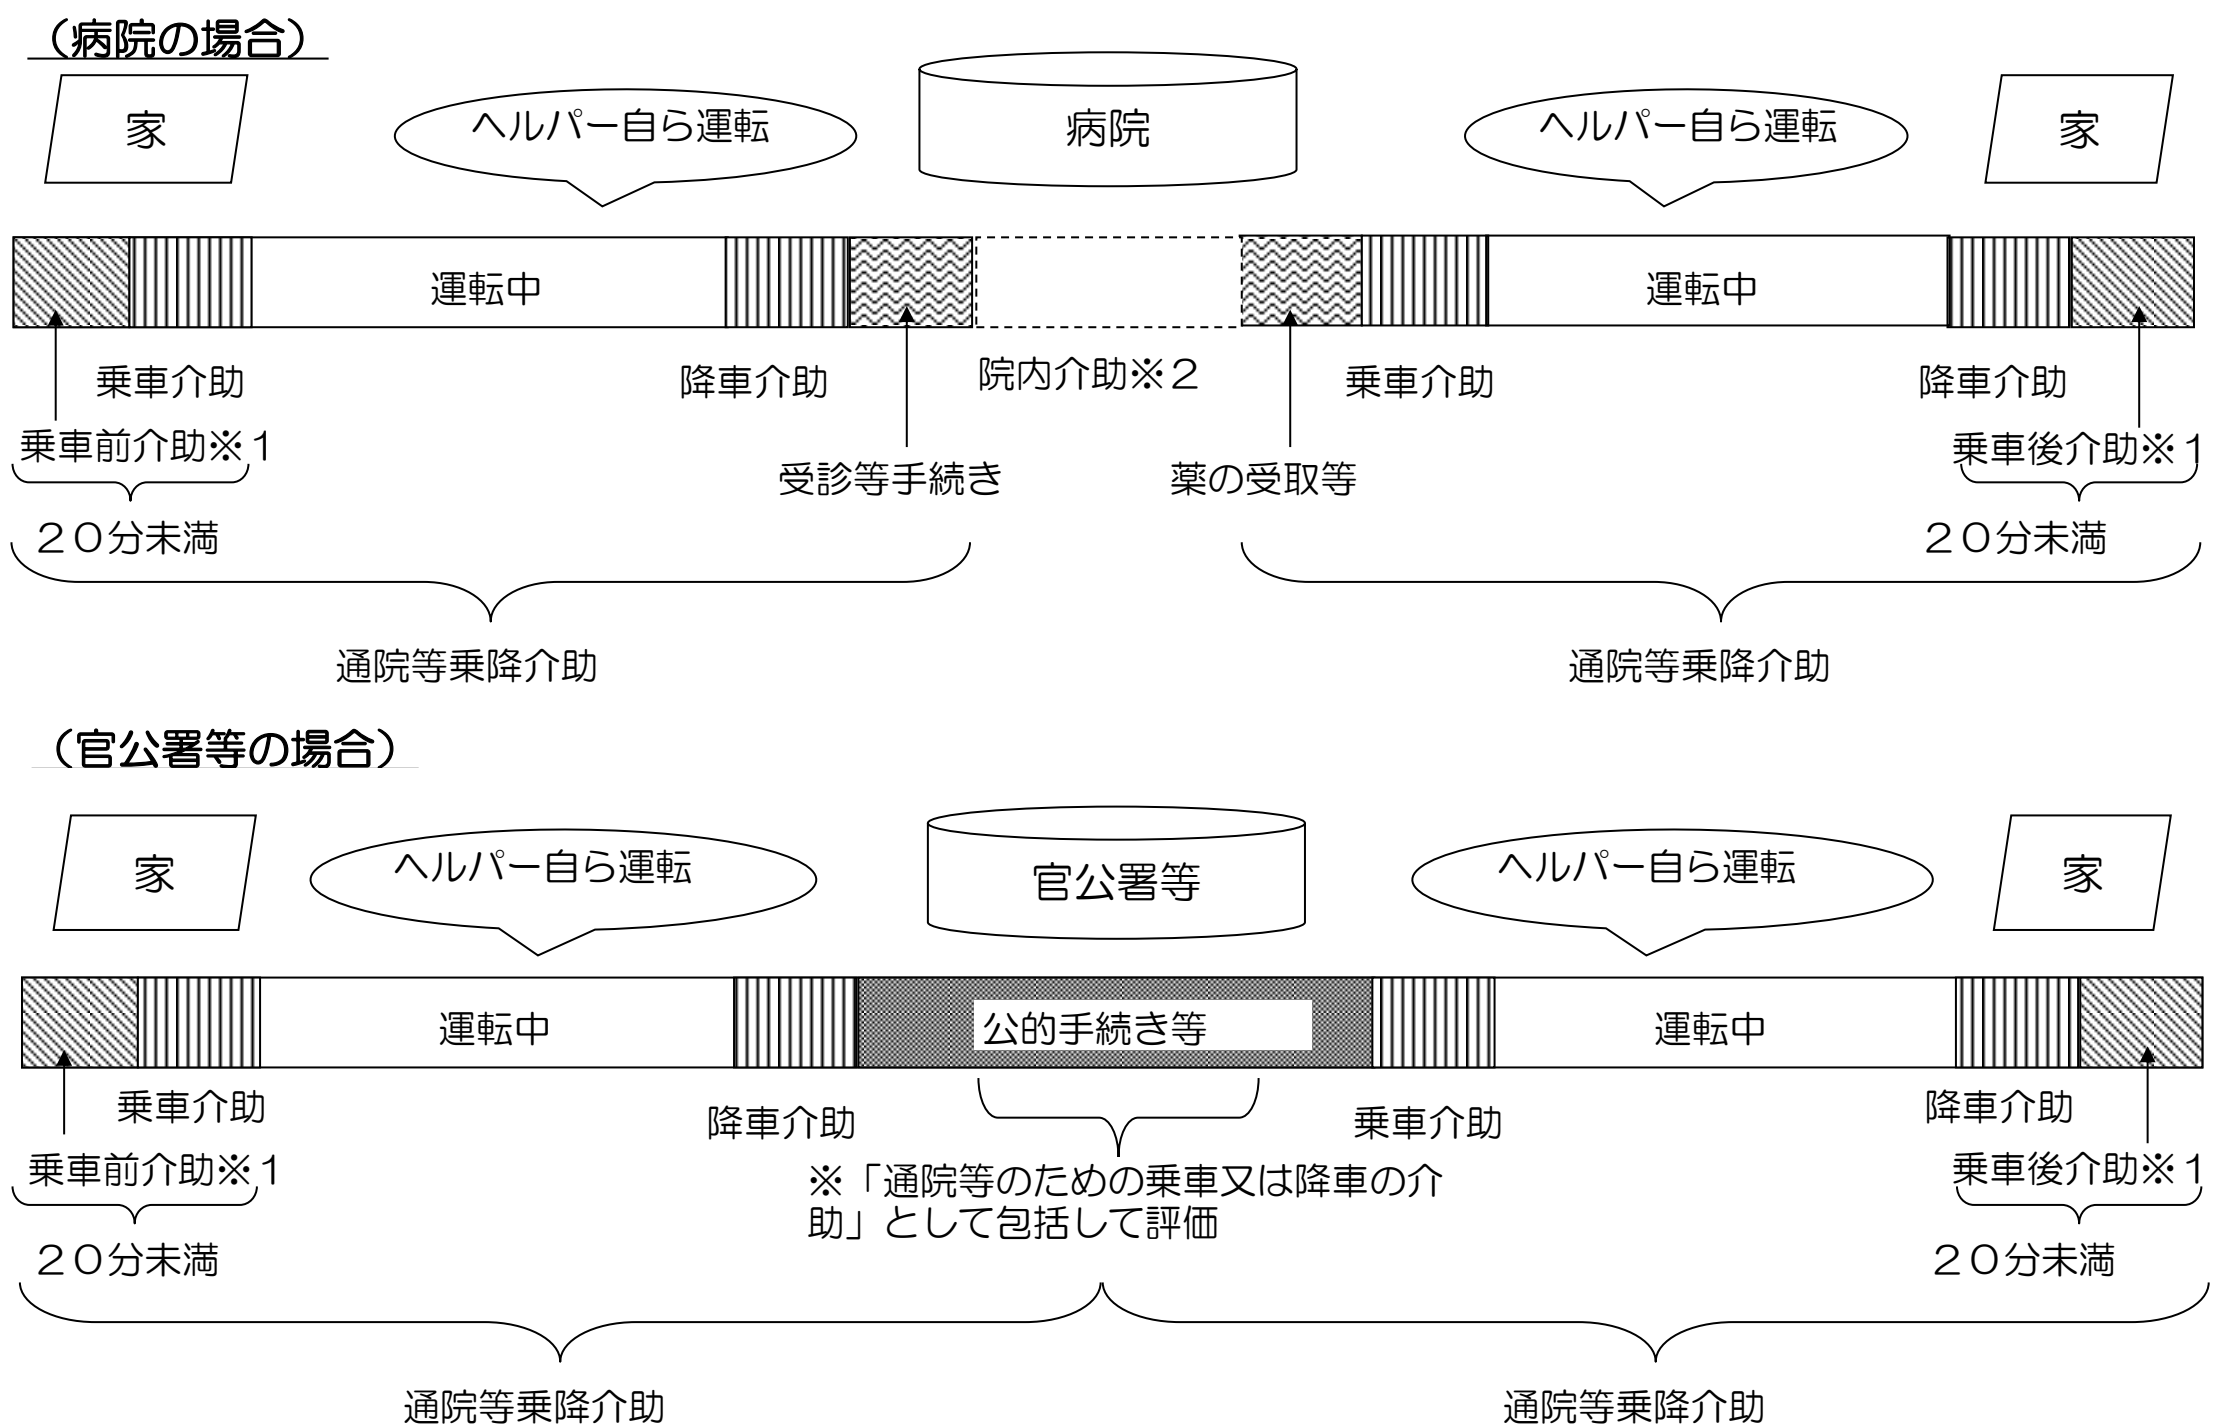 （病院の場合）
家
ヘルパー自ら運転
病院
ヘルパー自ら運転
家
運転中
運転中
乗車介助
降車介助
院内介助※２
乗車介助
降車介助
乗車前介助※１
受診等手続き
薬の受取等
乗車後介助※１
２０分未満
２０分未満
通院等乗降介助
通院等乗降介助
（官公署等の場合）
家
ヘルパー自ら運転
官公署等
ヘルパー自ら運転
家
運転中
公的手続き等
運転中
乗車介助
降車介助
乗車介助
降車介助
乗車前介助※１
※「通院等のための乗車又は降車の介
助」として包括して評価
乗車後介助※１
２０分未満
２０分未満
通院等乗降介助
通院等乗降介助